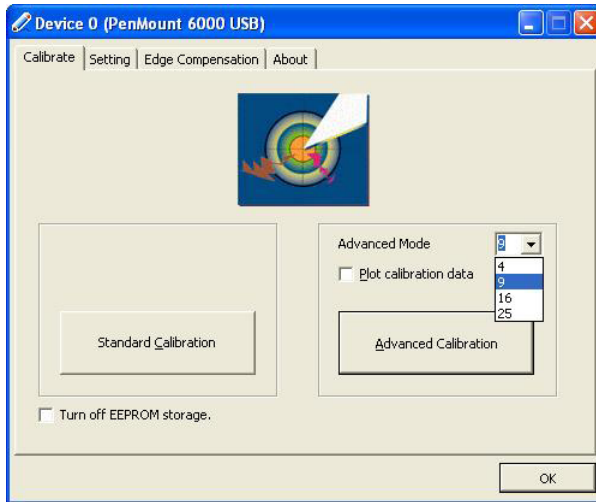 Device 0 (PenMount 6000 USB)
Calibrate Setting Edge Compensation About
Advanced Mode 9
Plot calibration data
4
9
16
25
Standard Calibration
Advanced Calibration
Turn off EEPROM storage.
OK